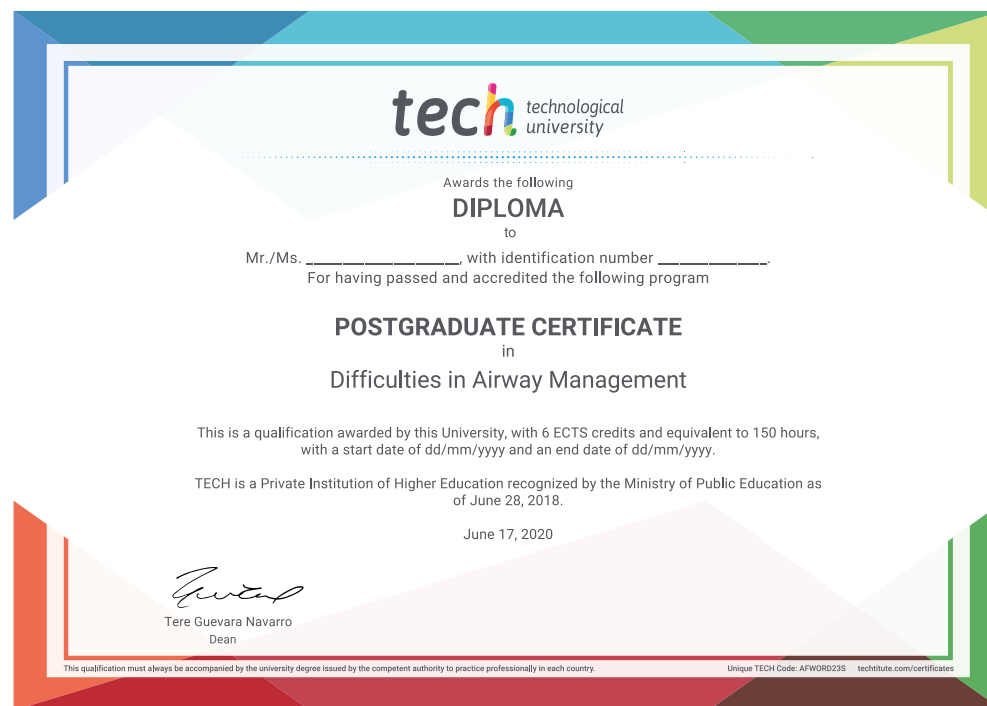 tech technological
university
Awards the following
DIPLOMA
to
Mr./Ms. ____________________, with identification number ______________.
For having passed and accredited the following program
POSTGRADUATE CERTIFICATE
in
Difficulties in Airway Management
This is a qualification awarded by this University, with 6 ECTS credits and equivalent to 150 hours,
with a start date of dd/mm/yyyy and an end date of dd/mm/yyyy.
TECH is a Private Institution of Higher Education recognized by the Ministry of Public Education as
of June 28, 2018.
June 17, 2020
Tere Guevara Navarro
Dean
This qualification must always be accompanied by the university degree issued by the competent authority to practice professionally in each country. Unique TECH Code: AFWORD23S techtitute.com/certificates